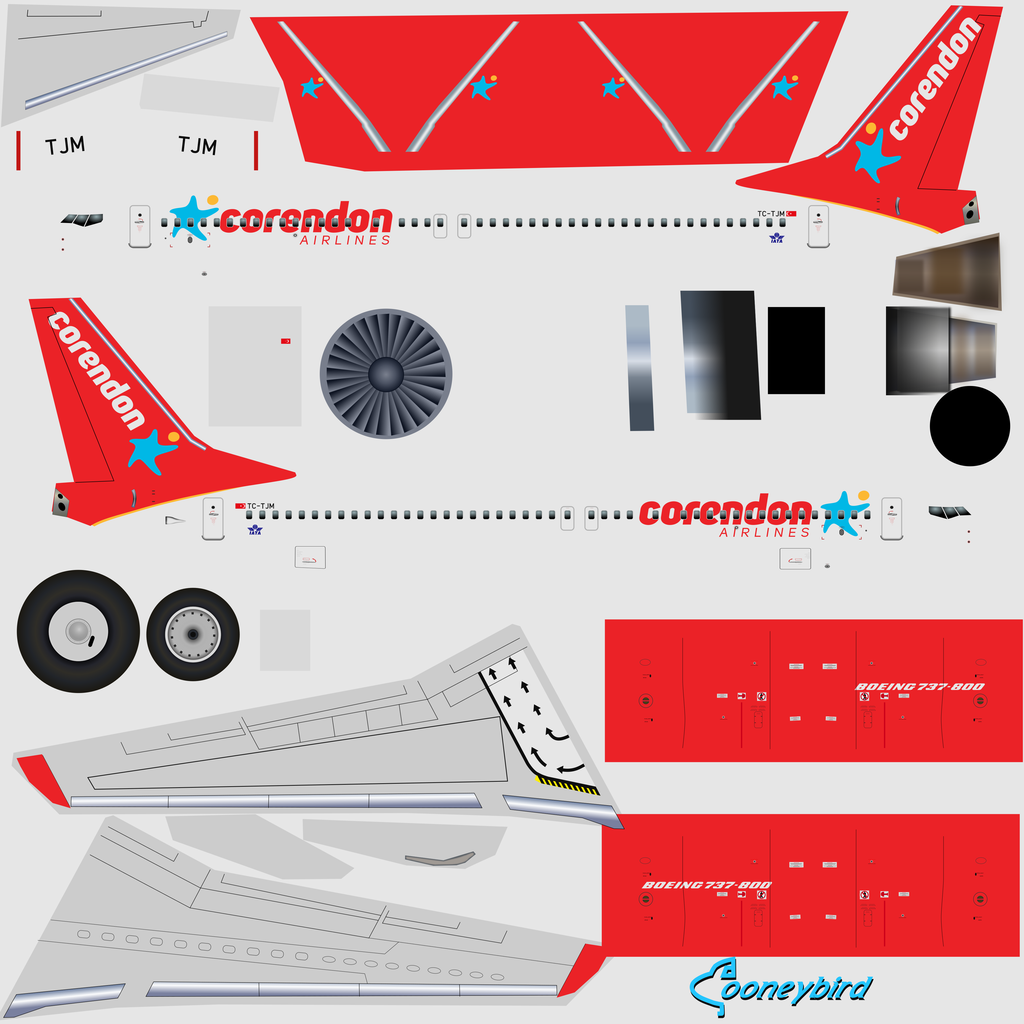 corendon
TJM
TJM
corendon
AIRLINES
TC-TJM
IATA
corendon
TC-TJM
IATA
corendon
AIRLINES
BOEING 737-800
BOEING 737-800
Cooneybird